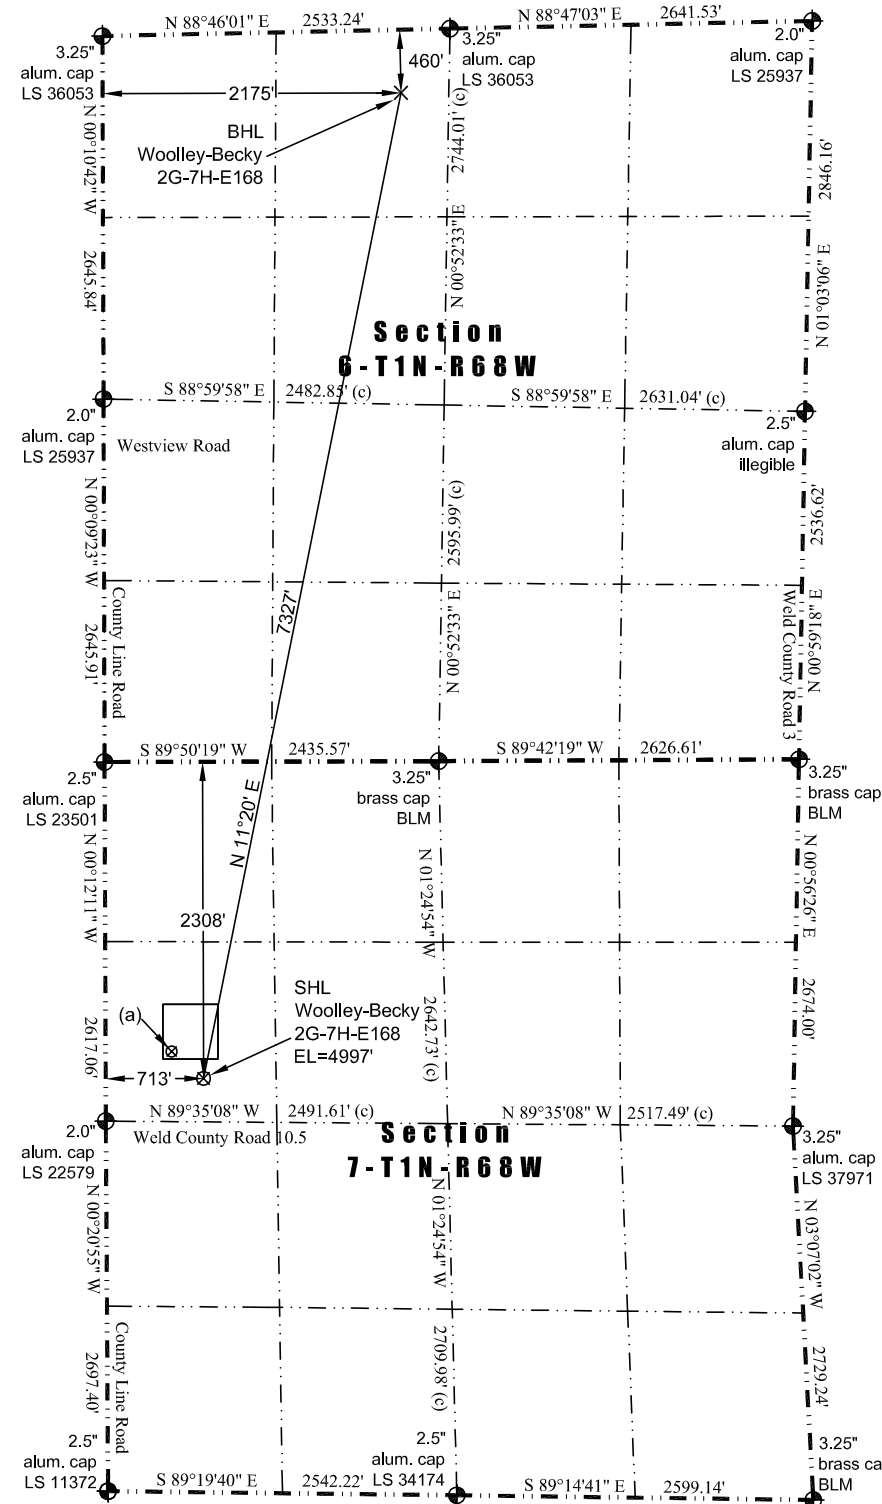 N 88°46'01" E 2533.24'
N 88°47'03" E 2641.53'
3.25"
alum. cap
LS 36053
3.25"
alum. cap
LS 36053
2.0"
alum. cap
LS 25937
460'
2175'
BHL
Woolley-Becky
2G-7H-E168
N 00°10'42" W
2645.84'
2744.01' (c)
N 00°52'33" E
2846.16'
N 01°03'06" E
Section
6-T1N-R68W
S 88°59'58" E 2482.85' (c)
S 88°59'58" E 2631.04' (c)
2.0"
alum. cap
LS 25937
Westview Road
2.5"
alum. cap
illegible
N 00°09'23" W
2645.91'
County Line Road
7327'
2595.99' (c)
N 00°52'33" E
2536.62'
N 00°59'18" E
Weld County Road 3
S 89°50'19" W 2435.57'
S 89°42'19" W 2626.61'
2.5"
alum. cap
LS 23501
3.25"
brass cap
BLM
3.25"
brass cap
BLM
N 11°20' E
N 00°12'11" W
2617.06'
2308'
N 01°24'54" W
2642.73' (c)
N 00°56'26" E
2674.00'
(a)
SHL
Woolley-Becky
2G-7H-E168
EL=4997'
713'
N 89°35'08" W 2491.61' (c)
N 89°35'08" W 2517.49' (c)
2.0"
alum. cap
LS 22579
Weld County Road 10.5
Section
7-T1N-R68W
3.25"
alum. cap
LS 37971
N 00°20'55" W
2697.40'
County Line Road
N 01°24'54" W
2709.98' (c)
N 03°07'02" W
2729.24'
2.5"
alum. cap
LS 11372
2.5"
alum. cap
LS 34174
3.25"
brass ca
BLM
S 89°19'40" E 2542.22'
S 89°14'41" E 2599.14'